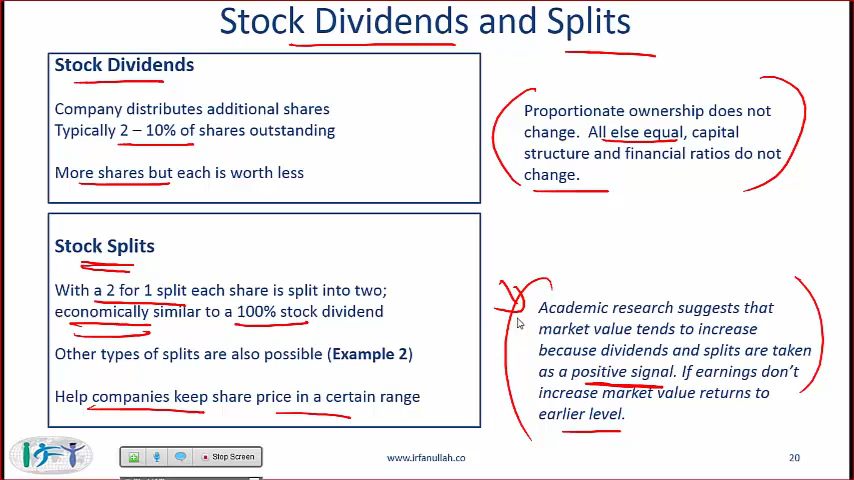 Stock Dividends and Splits
Stock Dividends
Company distributes additional shares
Typically 2 – 10% of shares outstanding
More shares but each is worth less
Proportionate ownership does not
change. All else equal, capital
structure and financial ratios do not
change.
Stock Splits
With a 2 for 1 split each share is split into two;
economically similar to a 100% stock dividend
Other types of splits are also possible (Example 2)
Help companies keep share price in a certain range
Academic research suggests that
market value tends to increase
because dividends and splits are taken
as a positive signal. If earnings don’t
increase market value returns to
earlier level.
Stop Screen
www.irfanullah.co
20